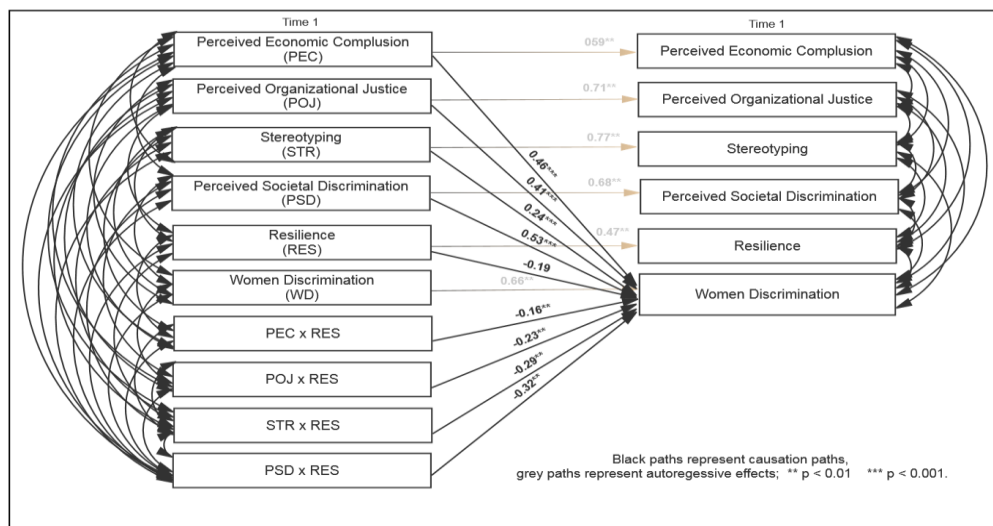 Time 1
Time 1
Perceived Economic Complusion
(PEC)
059**
Perceived Economic Complusion
Perceived Organizational Justice
(POJ)
0.71**
Perceived Organizational Justice
Stereotyping
(STR)
0.77**
Stereotyping
0.46***
Perceived Societal Discrimination
(PSD)
0.41***
0.68**
Perceived Societal Discrimination
0.24***
Resilience
(RES)
0.53***
0.47**
Resilience
-0.19
Women Discrimination
(WD)
0.66**
Women Discrimination
PEC x RES
-0.16**
-0.23**
POJ x RES
-0.29**
-0.32**
STR x RES
PSD x RES
Black paths represent causation paths,
grey paths represent autoregessive effects; ** p < 0.01 *** p < 0.001.